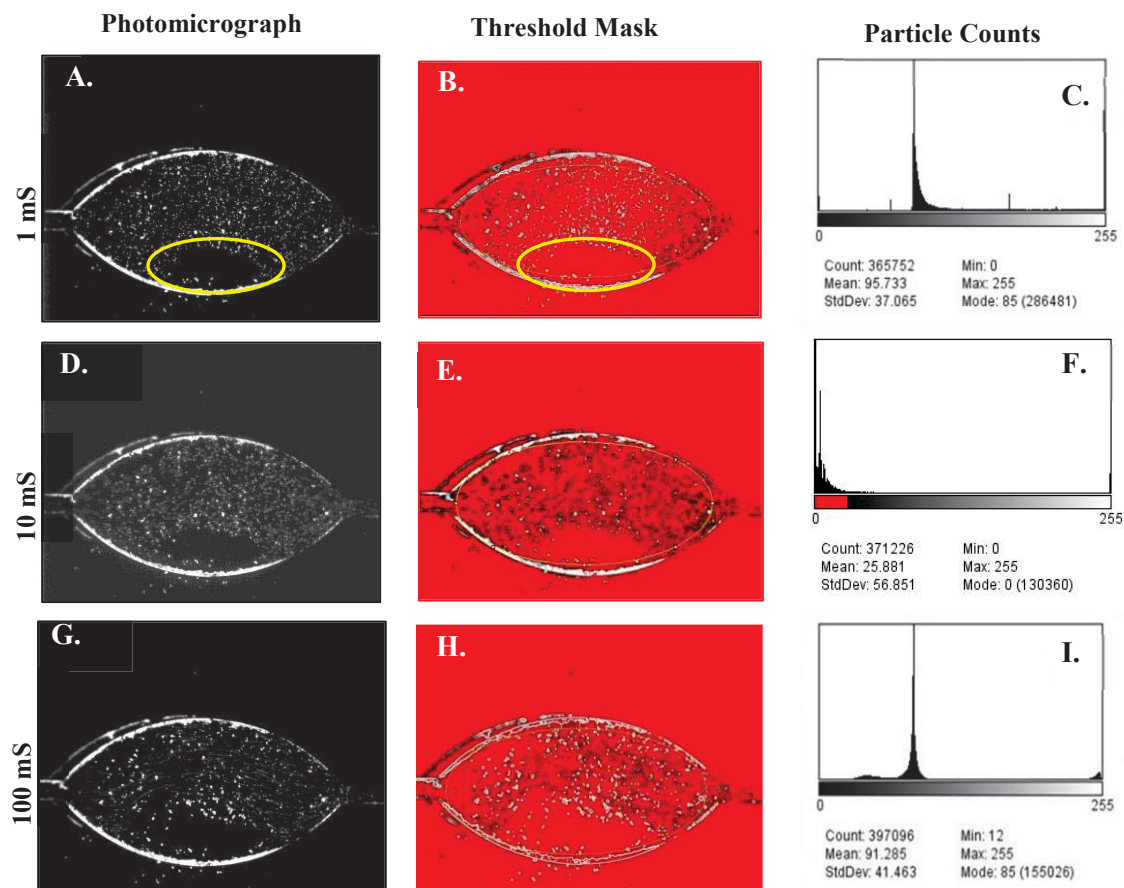 Photomicrograph
Threshold Mask
Particle Counts
1 mS
A.
B.
C.
0
255
Count: 365752
Min: 0
Mean: 95.733
Max: 255
StdDev: 37.065
Mode: 85 (286481)
10 mS
D.
E.
F.
0
255
Count: 371226
Min: 0
Mean: 25.881
Max: 255
StdDev: 56.851
Mode: 0 (130360)
100 mS
G.
H.
I.
0
255
Count: 397096
Min: 12
Mean: 91.285
Max: 255
StdDev: 41.463
Mode: 85 (155026)